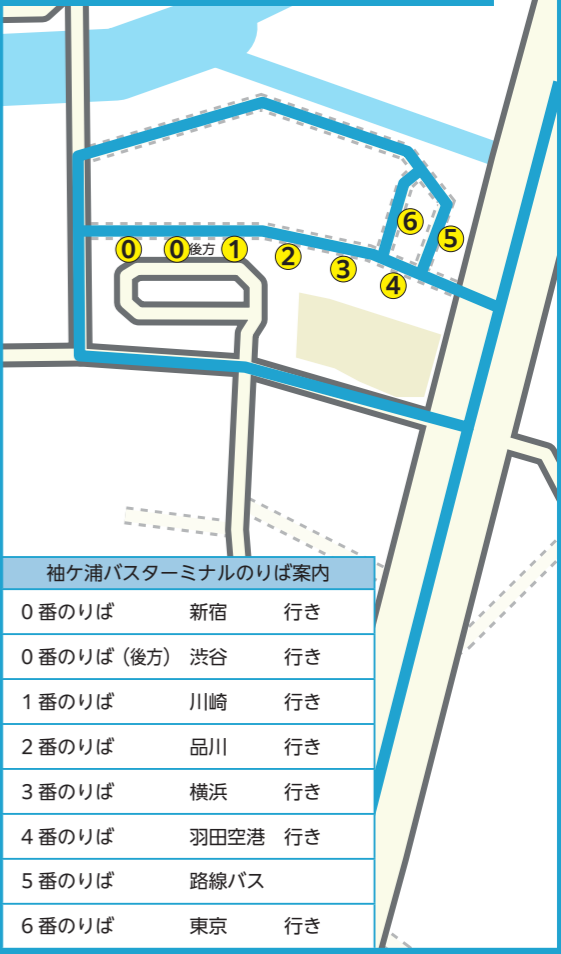 6
5
0
0 後方 1
2
3
4
袖ケ浦バスターミナルのりば案内
0番のりば 新宿 行き
0番のりば（後方） 渋谷 行き
1番のりば 川崎 行き
2番のりば 品川 行き
3番のりば 横浜 行き
4番のりば 羽田空港 行き
5番のりば 路線バス
6番のりば 東京 行き